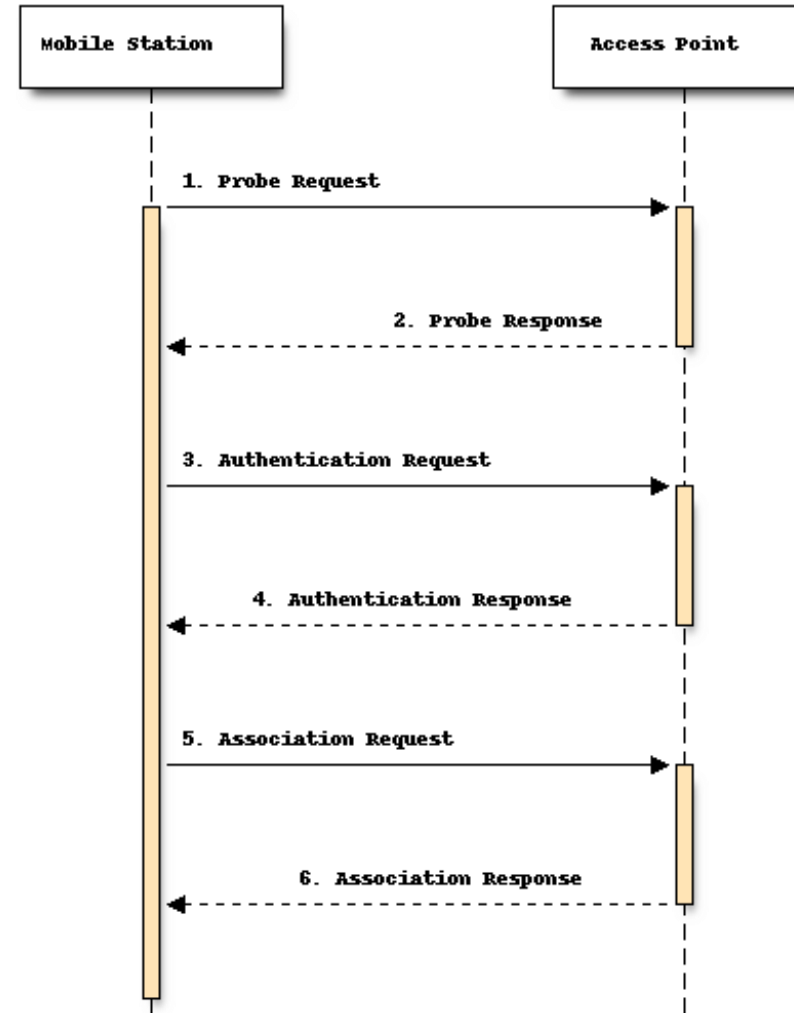 Mobile Station
Access Point
1. Probe Request
2. Probe Response
3. Authentication Request
4. Authentication Response
5. Association Request
6. Association Response